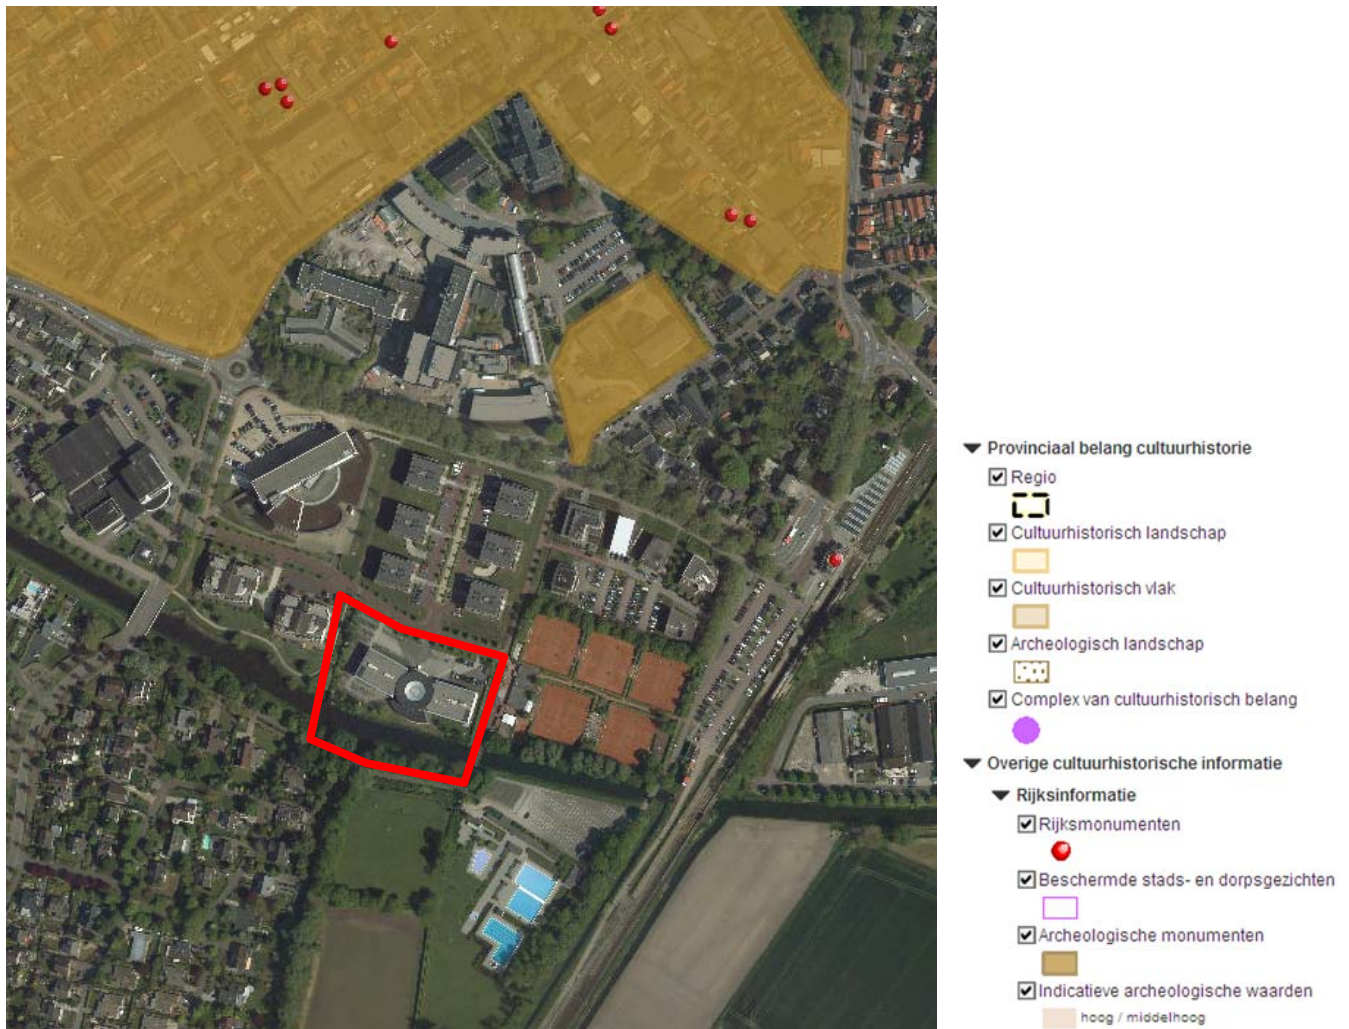 Provinciaal belang cultuurhistorie
Regio
Cultuurhistorisch landschap
Cultuurhistorisch vlak
Archeologisch landschap
Complex van cultuurhistorisch belang
Overige cultuurhistorische informatie
Rijksinformatie
Rijksmonumenten
Beschermde stads- en dorpsgezichten
Archeologische monumenten
Indicatieve archeologische waarden
hoog / middelhoog